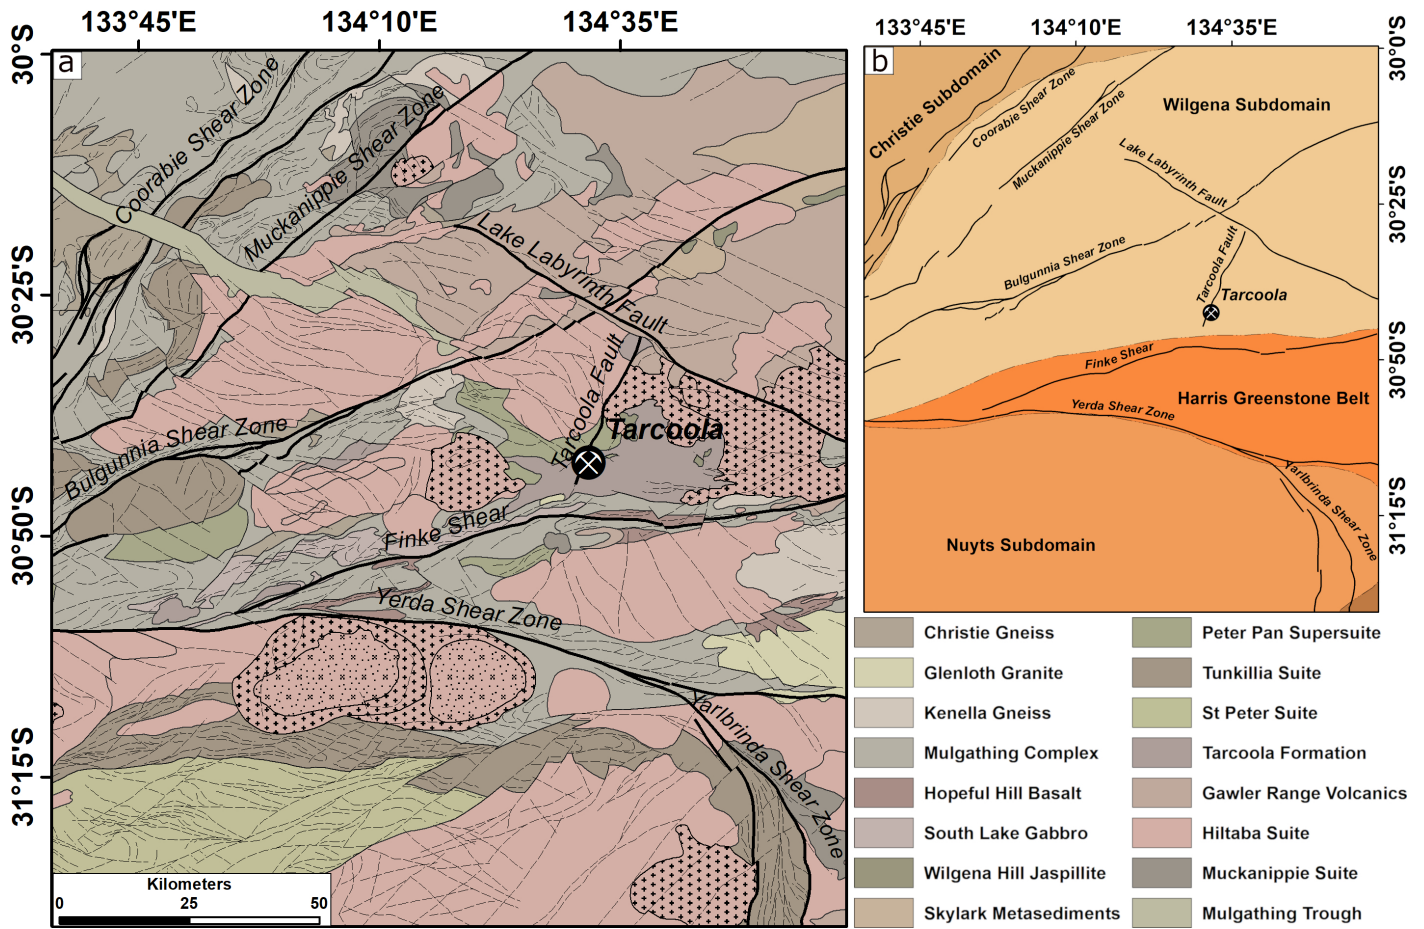 133°45'E
134°10'E
134°35'E
30°S
30°25'S
30°50'S
31°15'S
a
Coorabie Shear Zone
Muckanippie Shear Zone
Lake Labyrinth Fault
Tarcoola Fault
Tarcoola
Bulgunnia Shear Zone
Finke Shear
Yerda Shear Zone
Yarlbrinda Shear Zone
Kilometers
0 25 50
133°45'E
134°10'E
134°35'E
30°0'S
30°25'S
30°50'S
31°15'S
b
Christie Subdomain
Coorabie Shear Zone
Muckanippie Shear Zone
Wilgena Subdomain
Lake Labyrinth Fault
Bulgunnia Shear Zone
Tarcoola Fault
Tarcoola
Finke Shear
Harris Greenstone Belt
Yerda Shear Zone
Yarlbrinda Shear Zone
Nuyts Subdomain
Christie Gneiss
Glenloth Granite
Kenella Gneiss
Mulgathing Complex
Hopeful Hill Basalt
South Lake Gabbro
Wilgena Hill Jaspillite
Skylark Metasediments
Peter Pan Supersuite
Tunkillia Suite
St Peter Suite
Tarcoola Formation
Gawler Range Volcanics
Hiltaba Suite
Muckanippie Suite
Mulgathing Trough